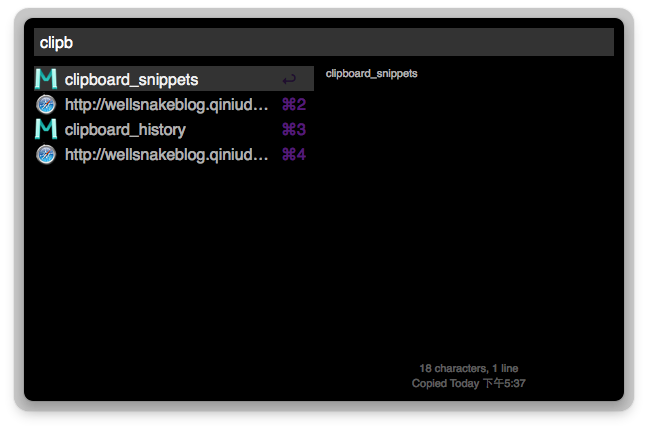 clipb
clipboard_snippets ↩
http://wellsnakeblog.qiniud… ⌘2
clipboard_history ⌘3
http://wellsnakeblog.qiniud… ⌘4
clipboard_snippets
18 characters, 1 line
Copied Today 下午5:37